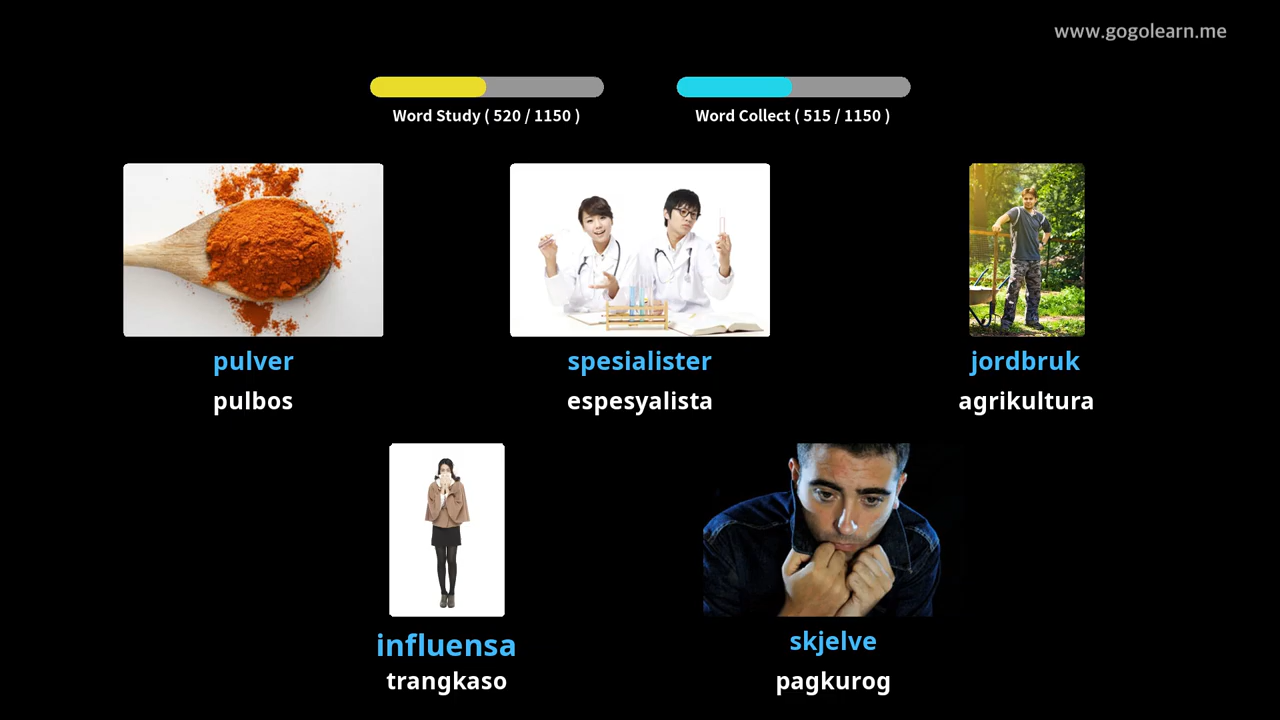 www.gogolearn.me
Word Study ( 520 / 1150 )
Word Collect ( 515 / 1150 )
pulver
pulbos
spesialister
espesyalista
jordbruk
agrikultura
influensa
trangkaso
skjelve
pagkurog